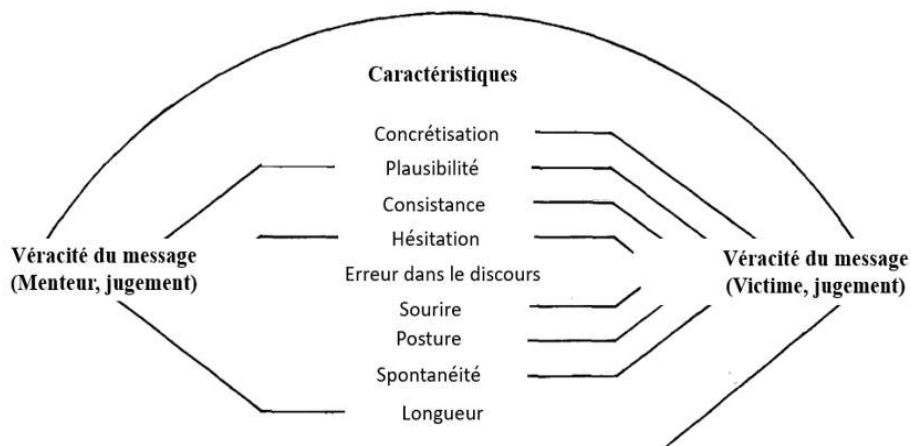 Caractéristiques
Concrétisation
Plausibilité
Consistance
Hésitation
Erreur dans le discours
Sourire
Posture
Spontanéité
Longueur
Véracité du message
(Menteur, jugement)
Véracité du message
(Victime, jugement)